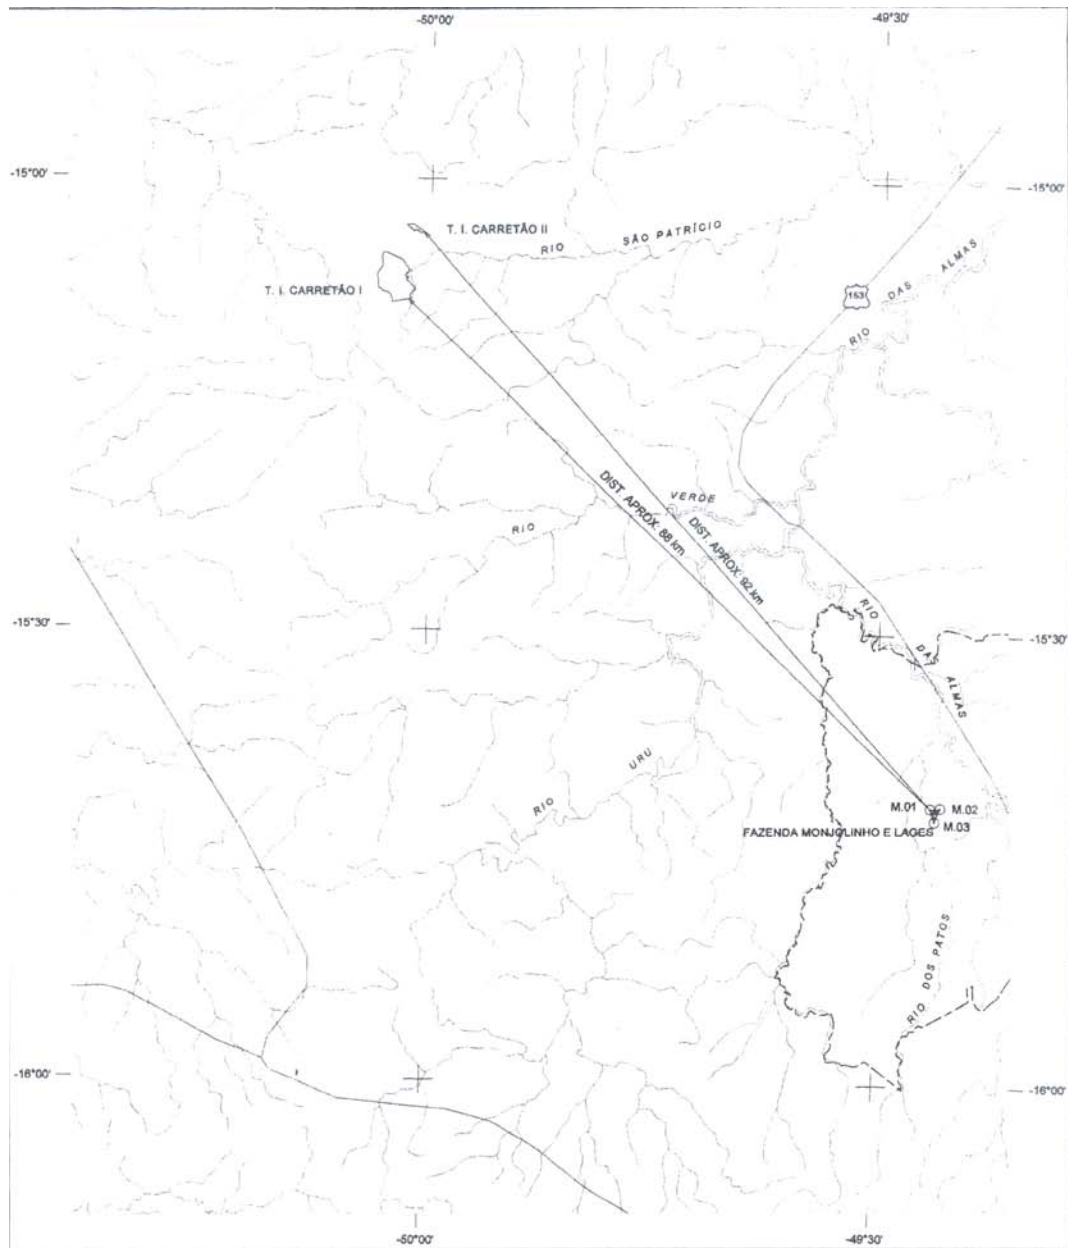 -50°00'
-49°30'
-15°00'
-15°00'
T. I. CARRETÃO II
RIO SÃO PATRÍCIO
T. I. CARRETÃO I
153
RIO DAS ALMAS
DIST. APROX: 88 km
DIST. APROX: 92 km
RIO VERDE
-15°30'
-15°30'
RIO DAS ALMAS
RIO URU
M.01
M.02
M.03
FAZENDA MONJOLINHO E LAGES
RIO DOS PATOS
-16°00'
-16°00'
-50°00'
-49°30'